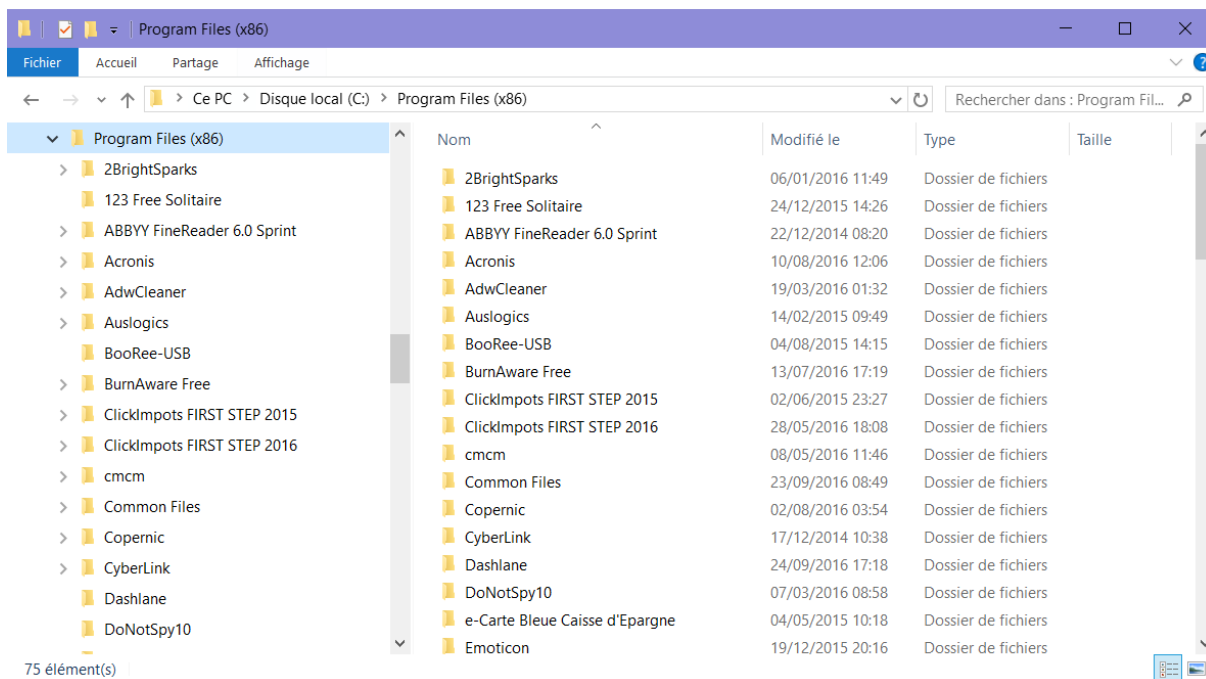 Program Files (x86)
Fichier Accueil Partage Affichage
Ce PC > Disque local (C:) > Program Files (x86) Rechercher dans : Program Fil...
Program Files (x86)
2BrightSparks
123 Free Solitaire
ABBYY FineReader 6.0 Sprint
Acronis
AdwCleaner
Auslogics
BooRee-USB
BurnAware Free
ClickImpots FIRST STEP 2015
ClickImpots FIRST STEP 2016
cmcm
Common Files
Copernic
CyberLink
Dashlane
DoNotSpy10
Nom Modifié le Type Taille
2BrightSparks 06/01/2016 11:49 Dossier de fichiers
123 Free Solitaire 24/12/2015 14:26 Dossier de fichiers
ABBYY FineReader 6.0 Sprint 22/12/2014 08:20 Dossier de fichiers
Acronis 10/08/2016 12:06 Dossier de fichiers
AdwCleaner 19/03/2016 01:32 Dossier de fichiers
Auslogics 14/02/2015 09:49 Dossier de fichiers
BooRee-USB 04/08/2015 14:15 Dossier de fichiers
BurnAware Free 13/07/2016 17:19 Dossier de fichiers
ClickImpots FIRST STEP 2015 02/06/2015 23:27 Dossier de fichiers
ClickImpots FIRST STEP 2016 28/05/2016 18:08 Dossier de fichiers
cmcm 08/05/2016 11:46 Dossier de fichiers
Common Files 23/09/2016 08:49 Dossier de fichiers
Copernic 02/08/2016 03:54 Dossier de fichiers
CyberLink 17/12/2014 10:38 Dossier de fichiers
Dashlane 24/09/2016 17:18 Dossier de fichiers
DoNotSpy10 07/03/2016 08:58 Dossier de fichiers
e-Carte Bleue Caisse d'Epargne 04/05/2015 10:18 Dossier de fichiers
Emoticon 19/12/2015 20:16 Dossier de fichiers
75 élément(s)